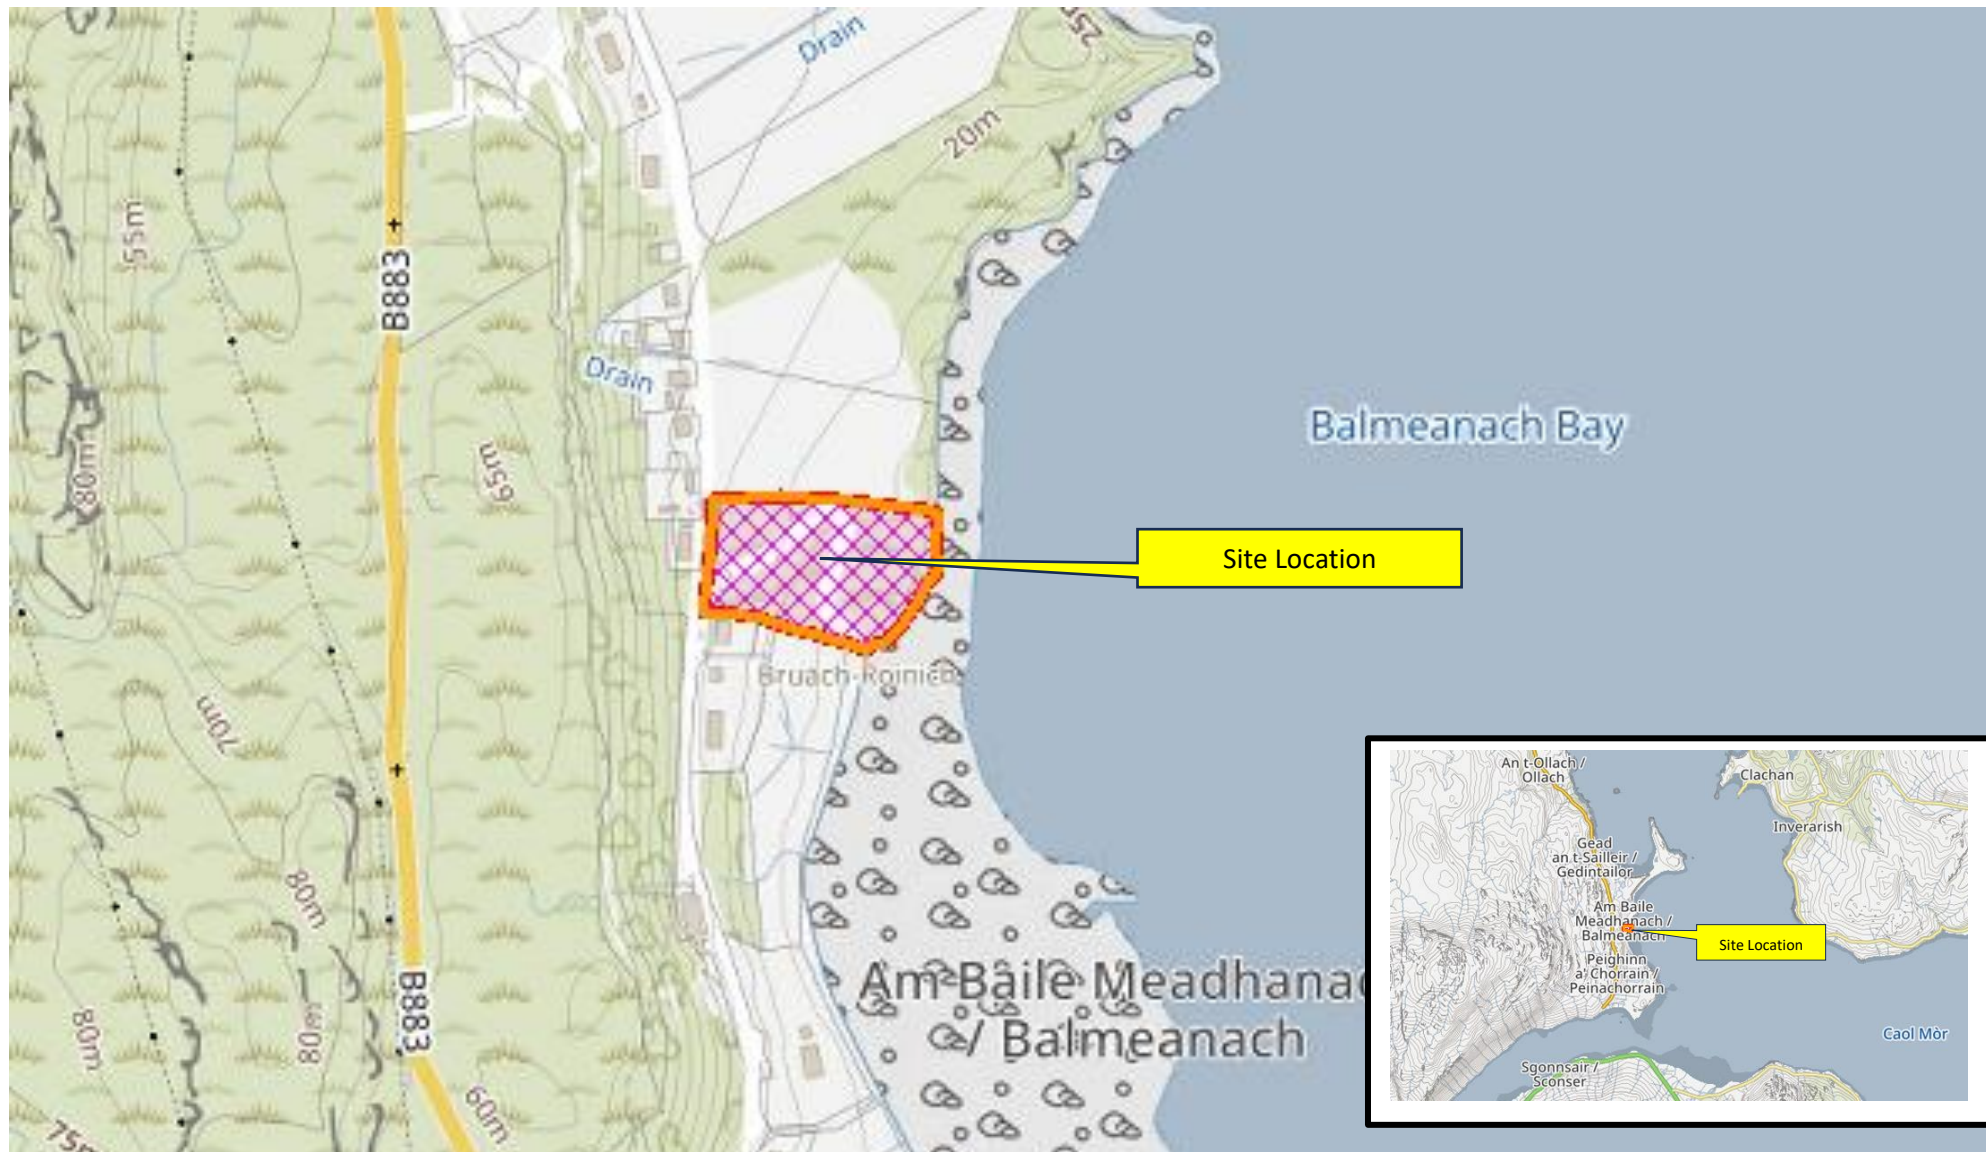 Drain
25m
20m
55m
B883
Drain
Balmeanach Bay
80m
65m
Site Location
Bruach Roinich
70m
80m
80m
80m
B883
60m
75m
Am Baile Meadhanac
/ Balmeanach
An t-Ollach /
Ollach
Clachan
Inverarish
Gead
an t-Sailleir /
Gedintailor
Am Baile
Meadhanach /
Balmeanach
Site Location
Peighinn
a' Chorrain /
Peinachorrain
Caol Mòr
Sgonnsair /
Sconser